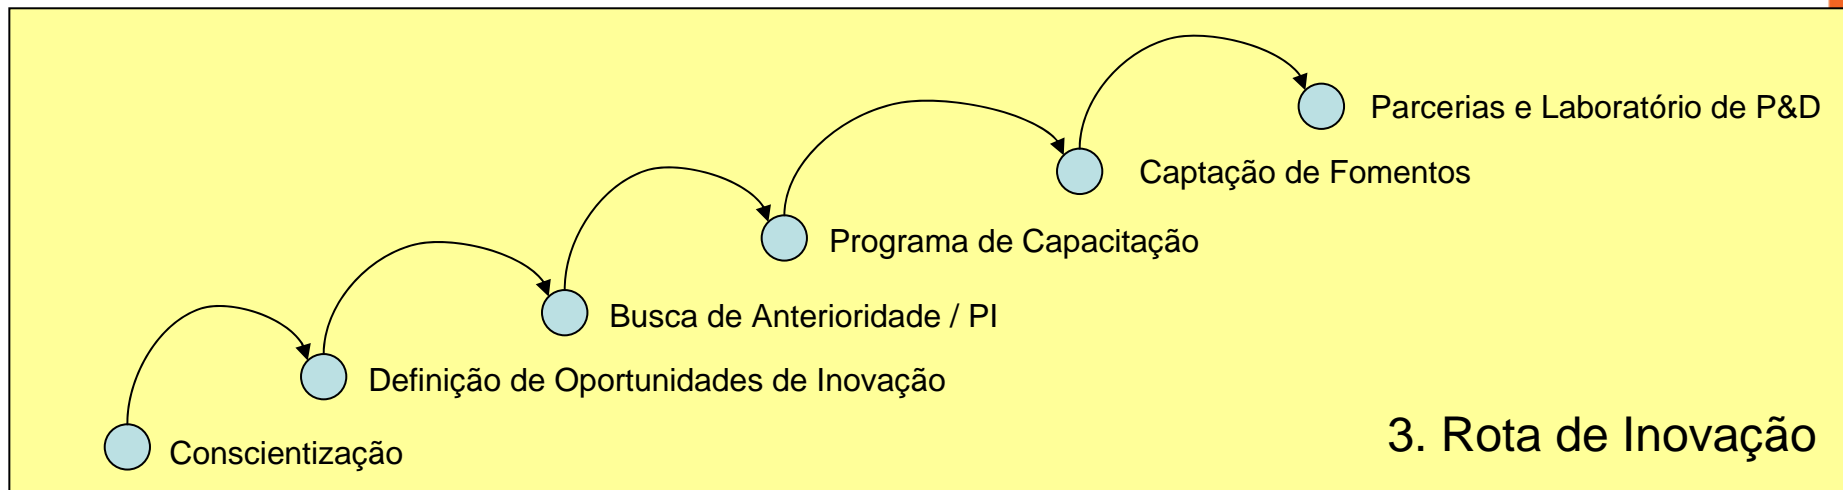 Parcerias e Laboratório de P&D
Captação de Fomentos
Programa de Capacitação
Busca de Anterioridade / PI
Definição de Oportunidades de Inovação
Conscientização
3. Rota de Inovação